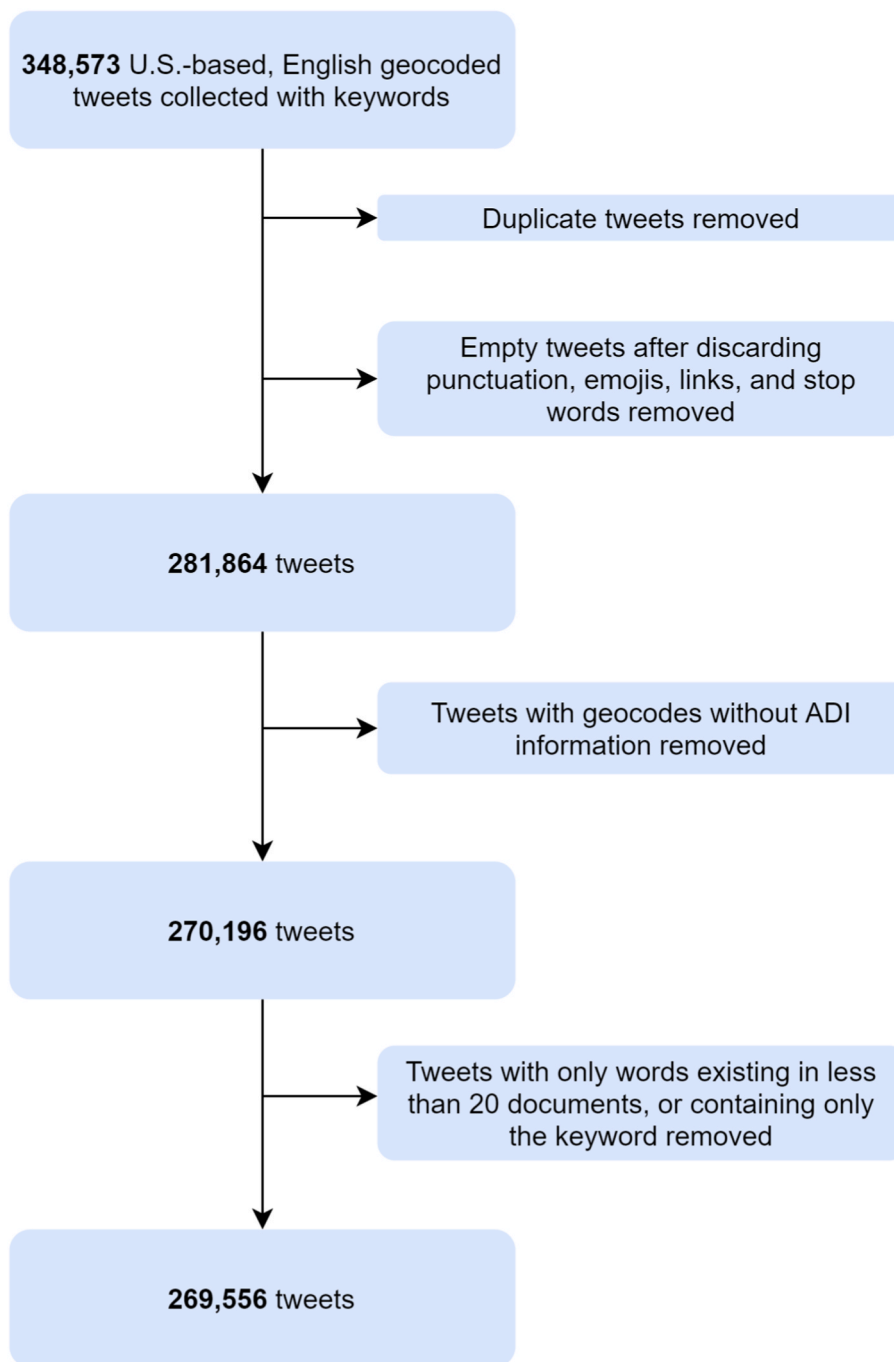 348,573 U.S.-based, English geocoded
tweets collected with keywords
Duplicate tweets removed
Empty tweets after discarding
punctuation, emojis, links, and stop
words removed
281,864 tweets
Tweets with geocodes without ADI
information removed
270,196 tweets
Tweets with only words existing in less
than 20 documents, or containing only
the keyword removed
269,556 tweets